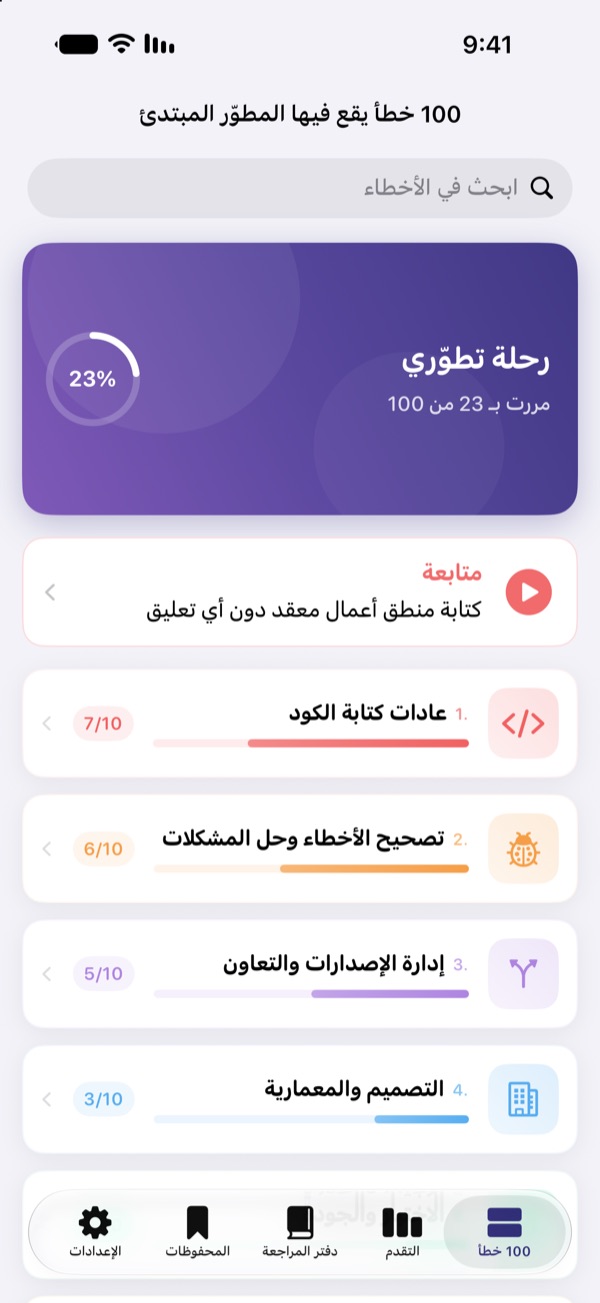 9:41
100 خطأ يقع فيها المطوّر المبتدئ
ابحث في الأخطاء
رحلة تطوّري
مررت بـ 23 من 100
23%
متابعة
كتابة منطق أعمال معقد دون أي تعليق
1. عادات كتابة الكود
7/10
2. تصحيح الأخطاء وحل المشكلات
6/10
3. إدارة الإصدارات والتعاون
5/10
4. التصميم والمعمارية
3/10
100 خطأ
التقدم
دفتر المراجعة
المحفوظات
الإعدادات